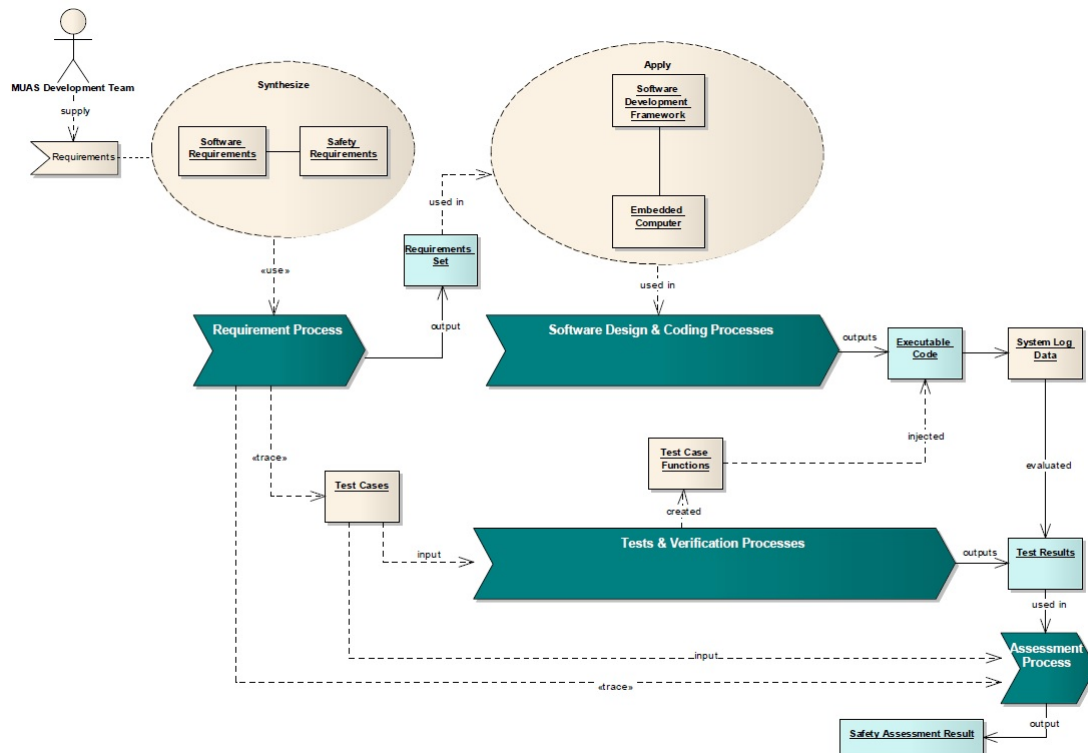 MUAS Development Team
supply
Requirements
Synthesize
Software
Requirements
Safety
Requirements
Apply
Software
Development
Framework
Embedded
Computer
used in
Requirements
Set
«use»
output
used in
Requirement Process
Software Design & Coding Processes
outputs
Executable
Code
System Log
Data
«trace»
Test Cases
Test Case
Functions
injected
evaluated
created
input
Tests & Verification Processes
outputs
Test Results
used in
input
«trace»
Assessment
Process
output
Safety Assessment Result